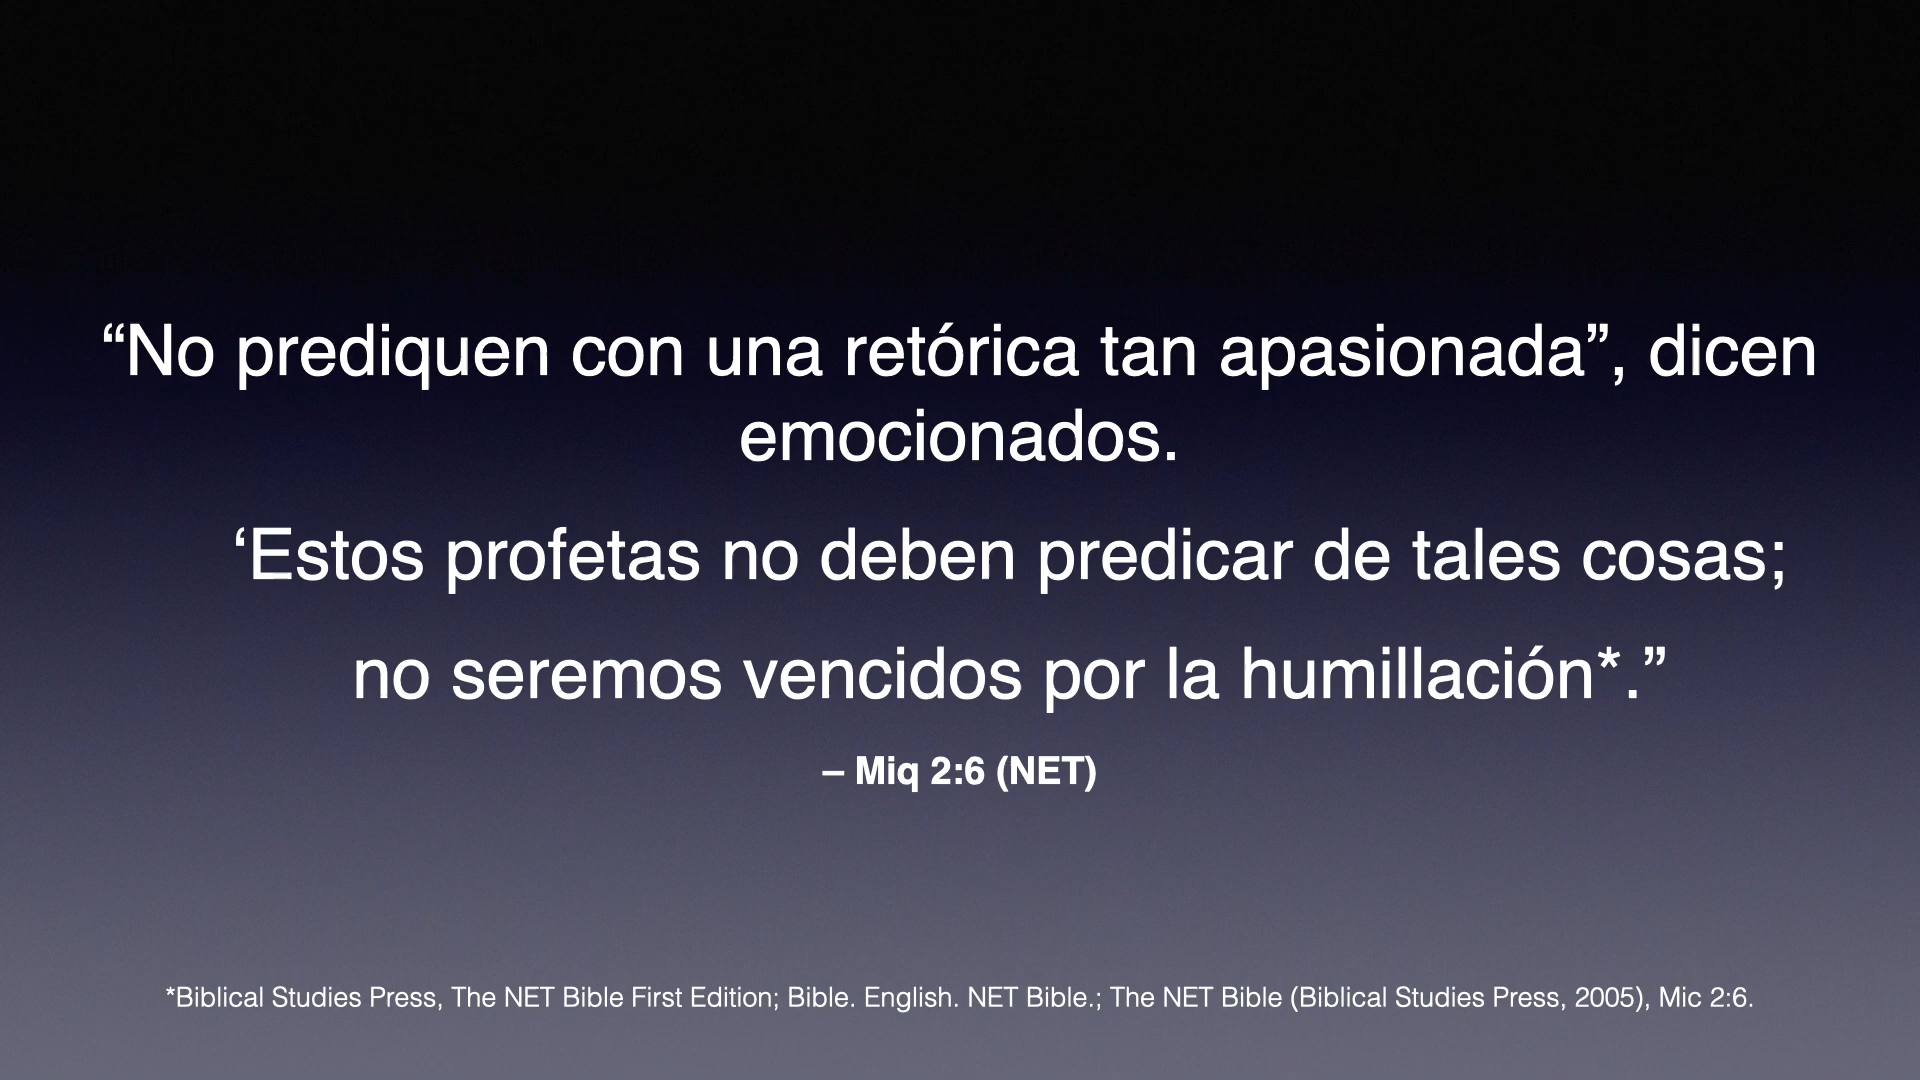 “No prediquen con una retórica tan apasionada”, dicen
emocionados.
‘Estos profetas no deben predicar de tales cosas;
no seremos vencidos por la humillación*.”
– Miq 2:6 (NET)
*Biblical Studies Press, The NET Bible First Edition; Bible. English. NET Bible.; The NET Bible (Biblical Studies Press, 2005), Mic 2:6.